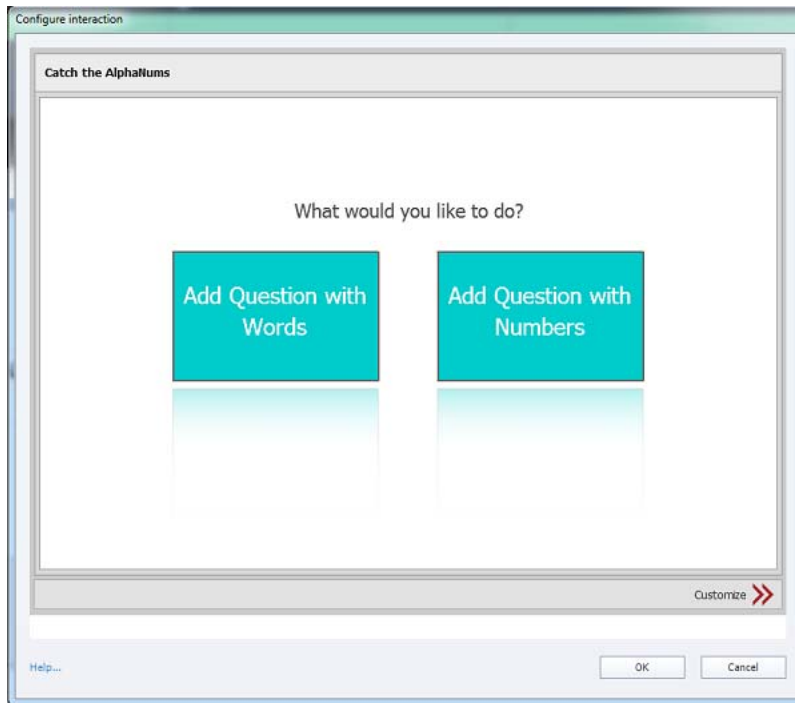 Configure interaction
Catch the AlphaNums
What would you like to do?
Add Question with
Words
Add Question with
Numbers
Customize
Help...
OK
Cancel